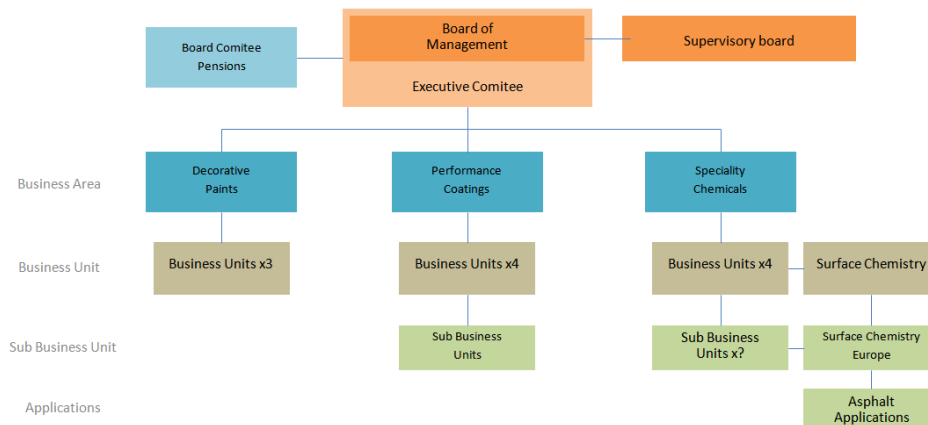 Board of
Management
Supervisory board
Board Comitee
Pensions
Executive Comitee
Business Area
Decorative
Paints
Performance
Coatings
Speciality
Chemicals
Business Unit
Business Units x3
Business Units x4
Business Units x4
Surface Chemistry
Sub Business Unit
Sub Business
Units
Sub Business
Units x?
Surface Chemistry
Europe
Applications
Asphalt
Applications